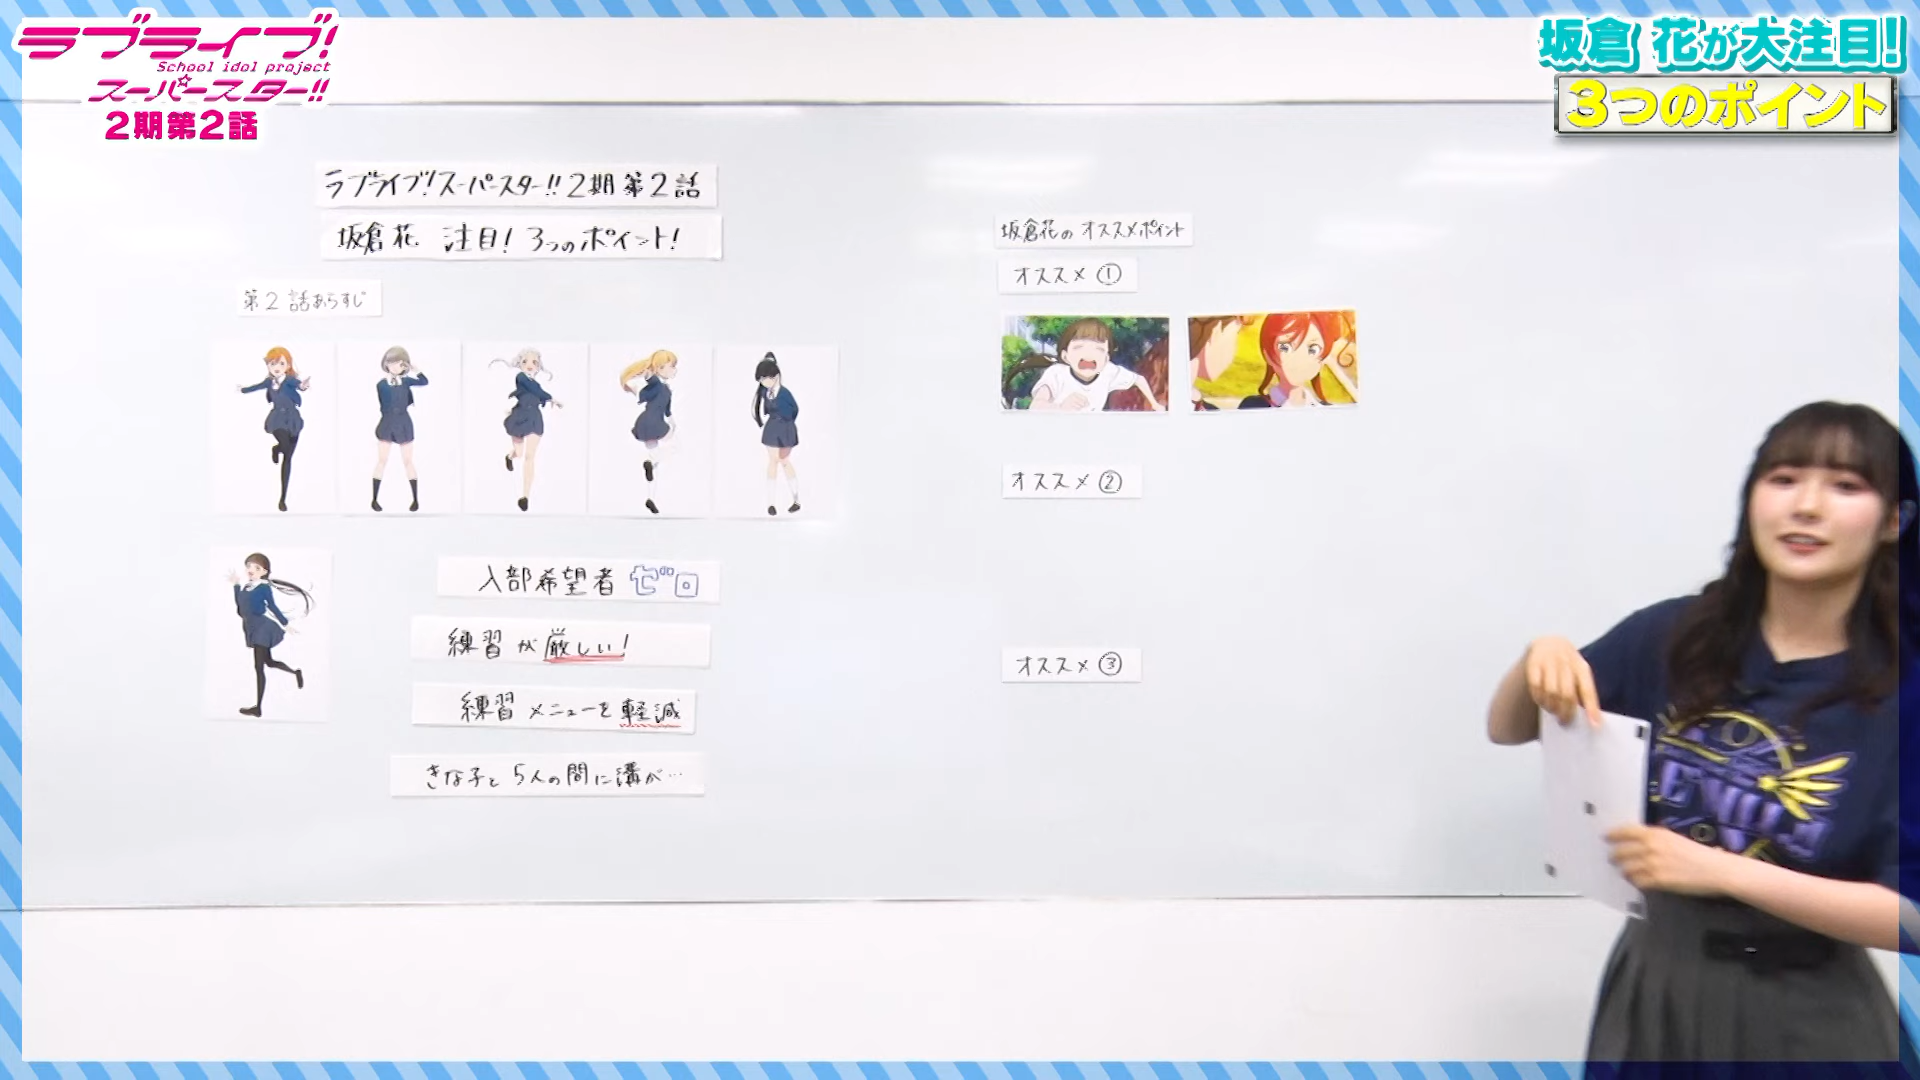 ラブライブ!
School idol project
スーパースター!!
2期第2話
坂倉 花が大注目!
3つのポイント
ラブライブ!スーパースター!!2期第2話
坂倉花 注目! 3つのポイント!
第2話あらすじ
入部希望者ゼロ
練習が厳しい!
練習メニューを軽減
きな子と5人の間に溝が…
坂倉花のオススメポイント
オススメ①
オススメ②
オススメ③